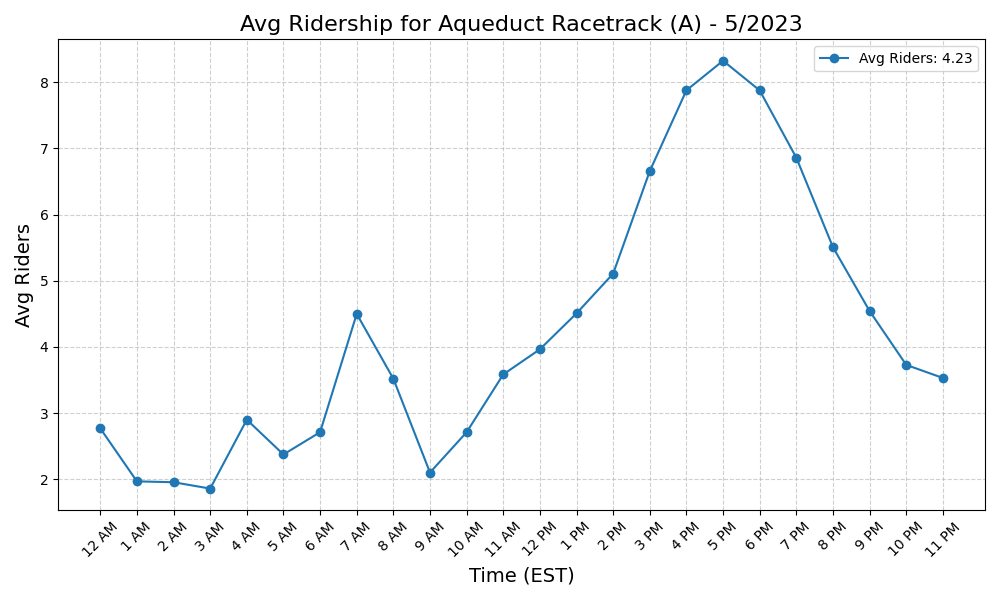 Avg Ridership for Aqueduct Racetrack (A) - 5/2023
Avg Riders: 4.23
Avg Riders
8
7
6
5
4
3
2
12 AM
1 AM
2 AM
3 AM
4 AM
5 AM
6 AM
7 AM
8 AM
9 AM
10 AM
11 AM
12 PM
1 PM
2 PM
3 PM
4 PM
5 PM
6 PM
7 PM
8 PM
9 PM
10 PM
11 PM
Time (EST)